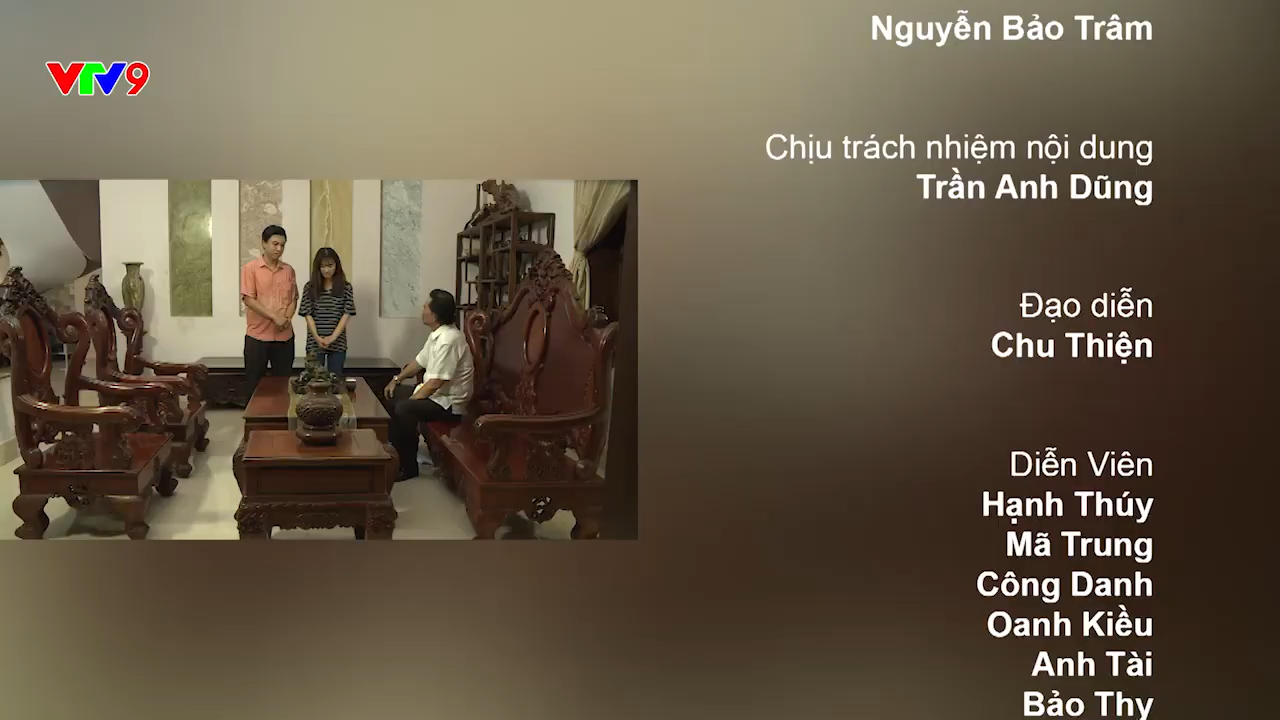 VTV9
Nguyễn Bảo Trâm
Chịu trách nhiệm nội dung
Trần Anh Dũng
Đạo diễn
Chu Thiện
Diễn Viên
Hạnh Thúy
Mã Trung
Công Danh
Oanh Kiều
Anh Tài
Bảo Thy